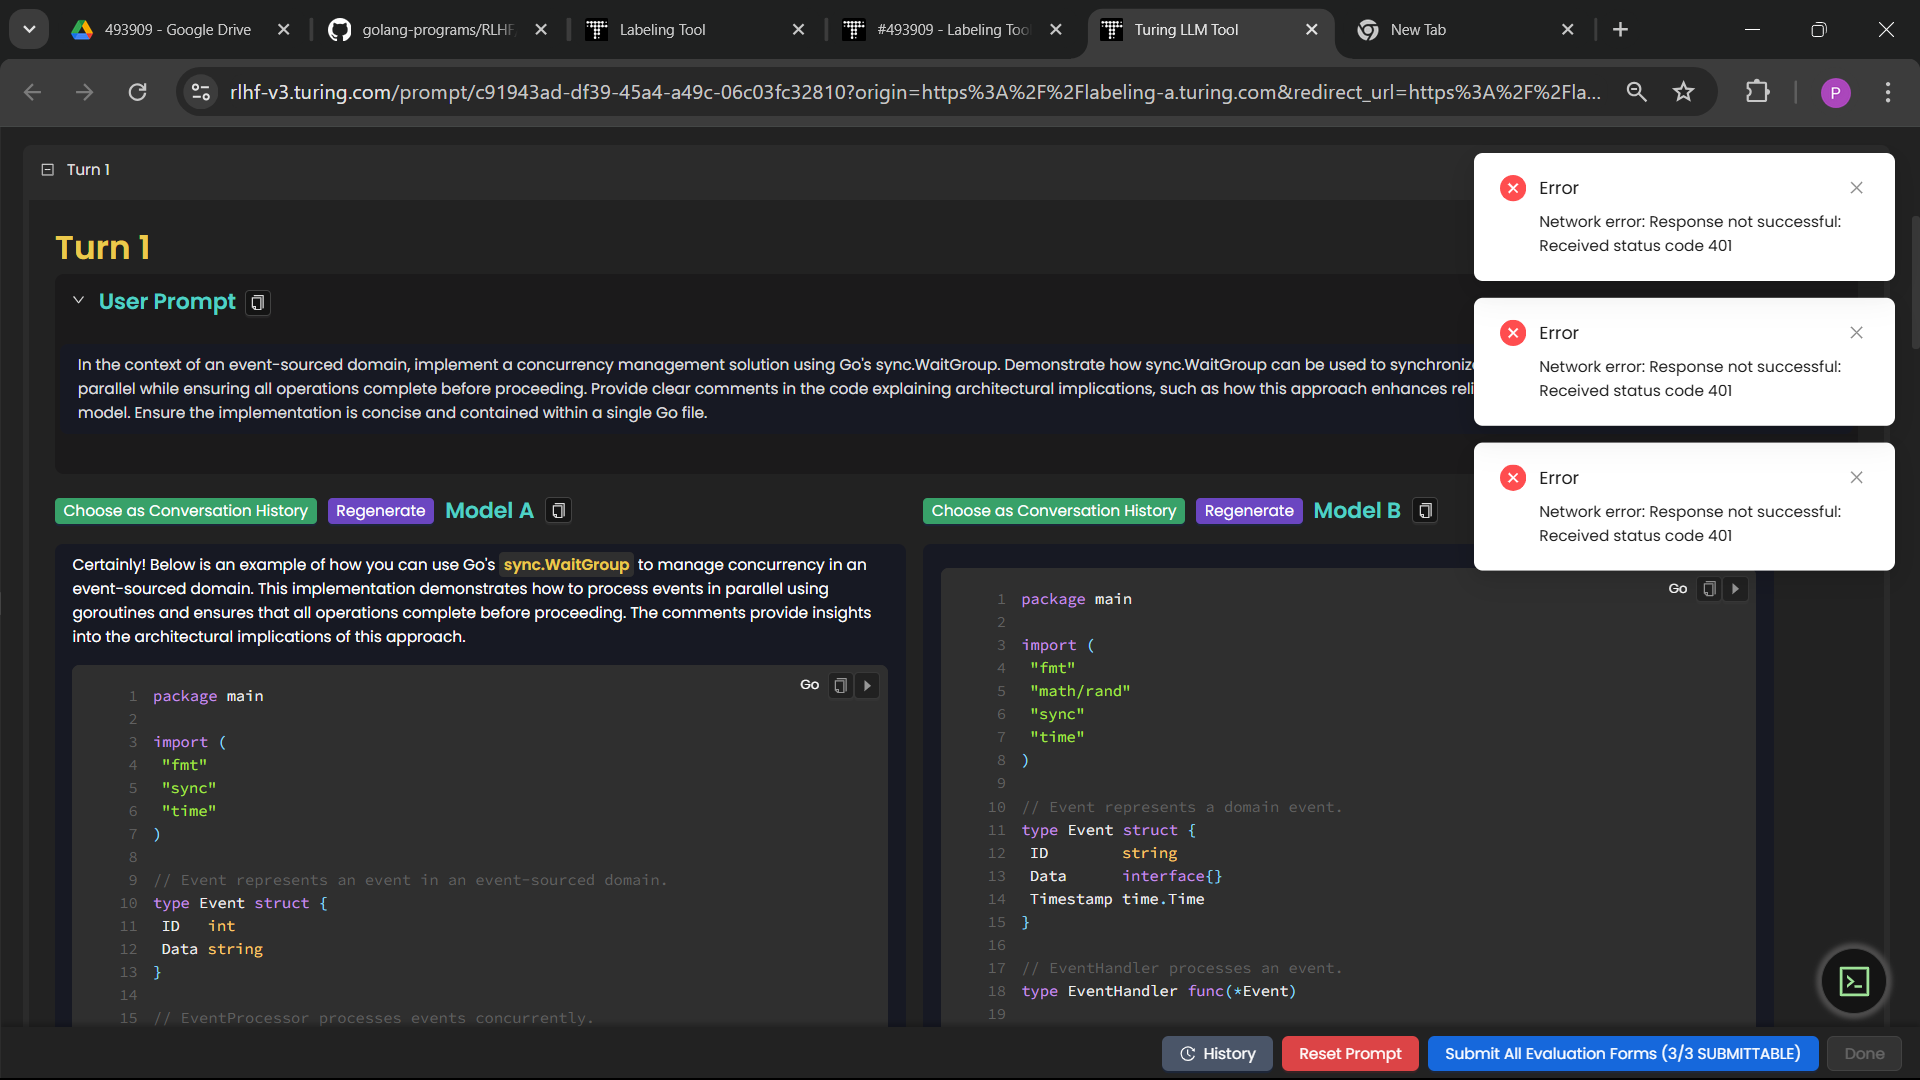 493909 - Google Drive
golang-programs/RLHF
Labeling Tool
#493909 - Labeling Too
Turing LLM Tool
New Tab
rlhf-v3.turing.com/prompt/c91943ad-df39-45a4-a49c-06c03fc32810?origin=https%3A%2F%2Flabeling-a.turing.com&redirect_url=https%3A%2F%2Fla...
P
Turn 1
Turn 1
User Prompt
In the context of an event-sourced domain, implement a concurrency management solution using Go's sync.WaitGroup. Demonstrate how sync.WaitGroup can be used to synchroniz
parallel while ensuring all operations complete before proceeding. Provide clear comments in the code explaining architectural implications, such as how this approach enhances reli
model. Ensure the implementation is concise and contained within a single Go file.
Error
Network error: Response not successful:
Received status code 401
Error
Network error: Response not successful:
Received status code 401
Error
Network error: Response not successful:
Received status code 401
Choose as Conversation History
Regenerate
Model A
Certainly! Below is an example of how you can use Go's sync.WaitGroup to manage concurrency in an
event-sourced domain. This implementation demonstrates how to process events in parallel using
goroutines and ensures that all operations complete before proceeding. The comments provide insights
into the architectural implications of this approach.
Go
1 package main
2
3 import (
4 "fmt"
5 "sync"
6 "time"
7 )
8
9 // Event represents an event in an event-sourced domain.
10 type Event struct {
11 ID int
12 Data string
13 }
14
15 // EventProcessor processes events concurrently.
Choose as Conversation History
Regenerate
Model B
Go
1 package main
2
3 import (
4 "fmt"
5 "math/rand"
6 "sync"
7 "time"
8 )
9
10 // Event represents a domain event.
11 type Event struct {
12 ID string
13 Data interface{}
14 Timestamp time.Time
15 }
16
17 // EventHandler processes an event.
18 type EventHandler func(*Event)
19
History
Reset Prompt
Submit All Evaluation Forms (3/3 SUBMITTABLE)
Done